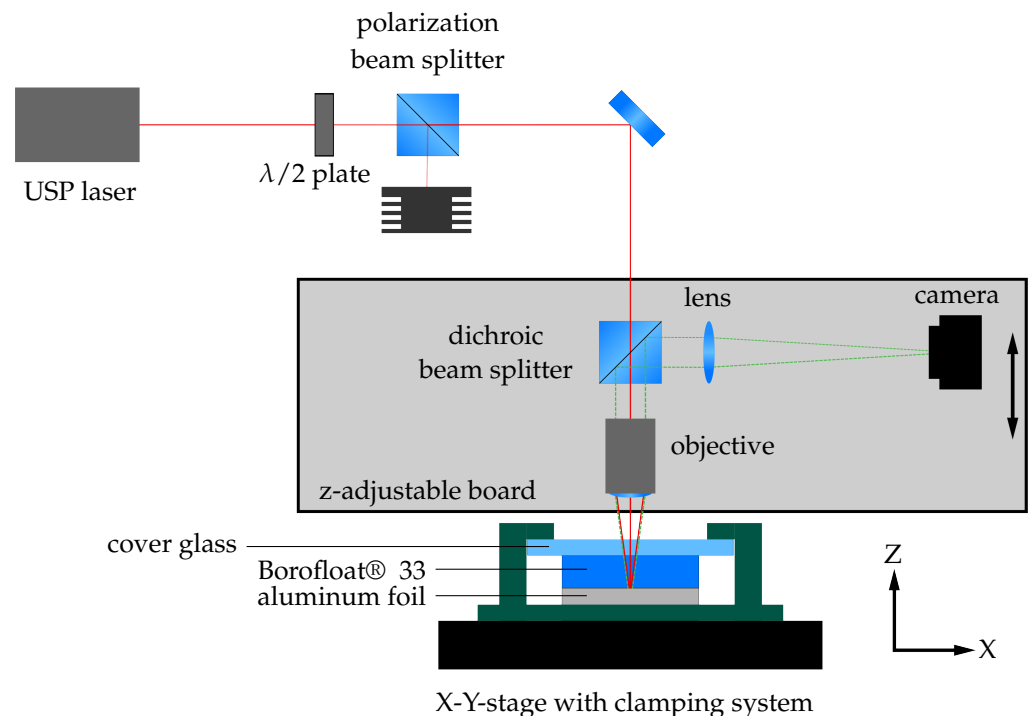 polarization
beam splitter
λ/2 plate
USP laser
lens
camera
dichroic
beam splitter
objective
z-adjustable board
cover glass
Borofloat® 33
aluminum foil
Z
X
X-Y-stage with clamping system